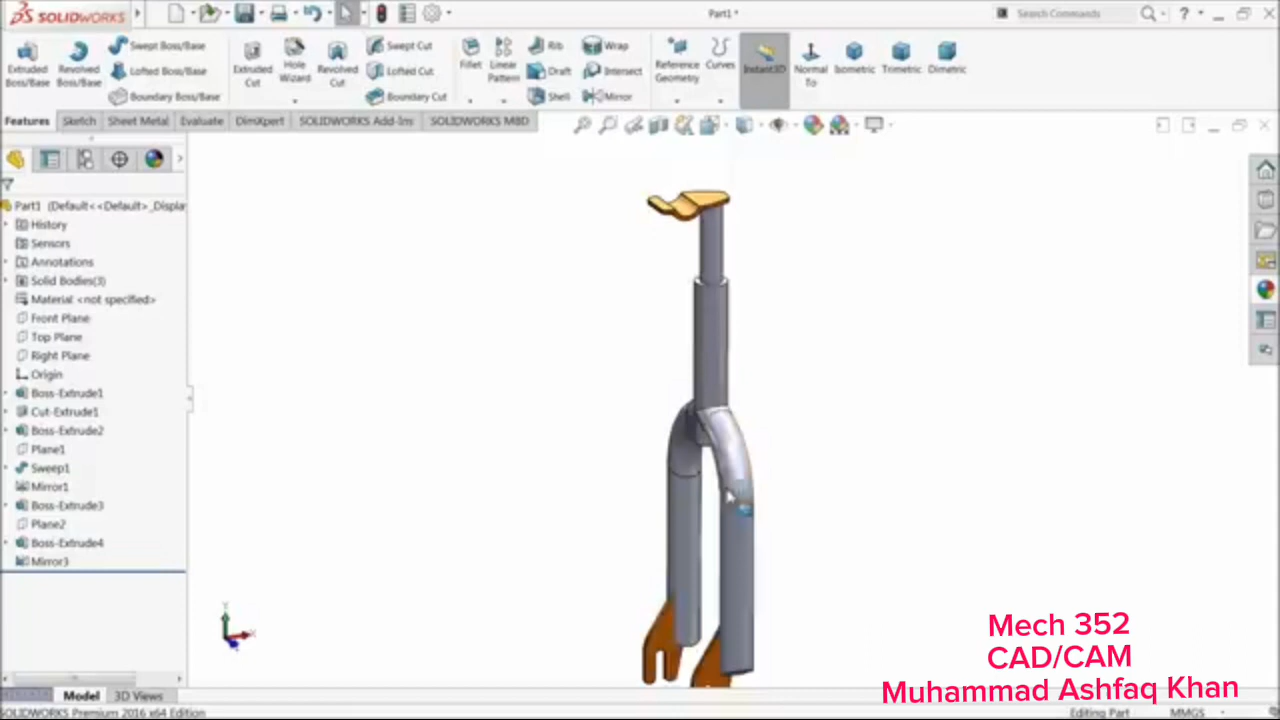 SOLIDWORKS
Part1 *
Search Commands
Extruded Boss/Base
Revolved Boss/Base
Swept Boss/Base
Lofted Boss/Base
Boundary Boss/Base
Extruded Cut
Hole Wizard
Revolved Cut
Swept Cut
Lofted Cut
Boundary Cut
Fillet
Linear Pattern
Rib
Draft
Shell
Wrap
Intersect
Mirror
Reference Geometry
Curves
Instant3D
Normal To
Isometric
Trimetric
Dimetric
Features
Sketch
Sheet Metal
Evaluate
DimXpert
SOLIDWORKS Add-Ins
SOLIDWORKS MBD
Part1 (Default<<Default>_Displa
History
Sensors
Annotations
Solid Bodies(3)
Material <not specified>
Front Plane
Top Plane
Right Plane
Origin
Boss-Extrude1
Cut-Extrude1
Boss-Extrude2
Plane1
Sweep1
Mirror1
Boss-Extrude3
Plane2
Boss-Extrude4
Mirror3
Y
X
Mech 352
CAD/CAM
Muhammad Ashfaq Khan
Model
3D Views
SOLIDWORKS Premium 2016 x64 Edition
Editing Part
MMGS